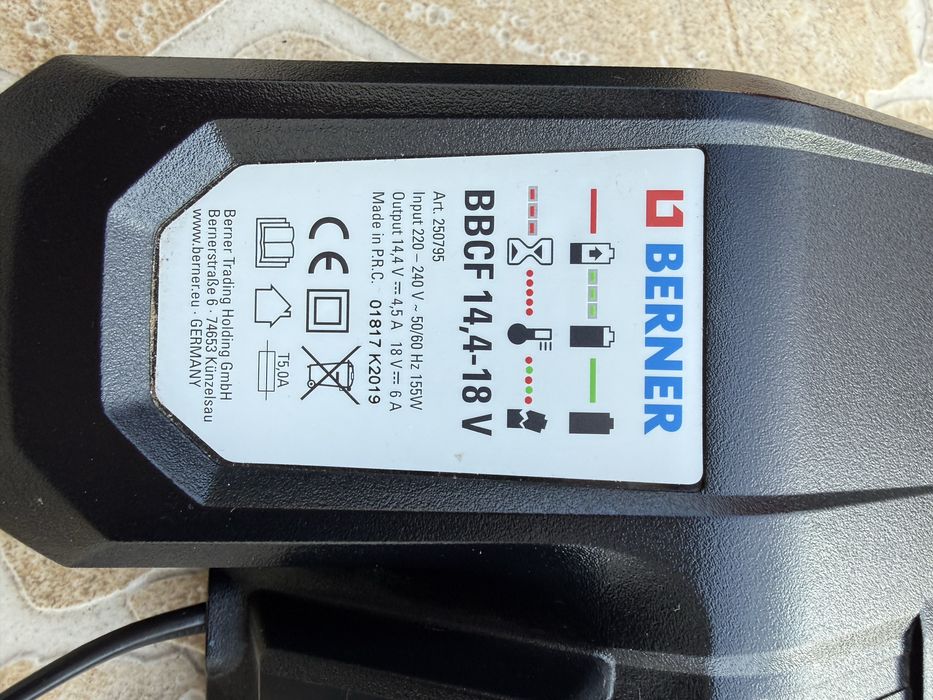 BERNER
BBCF 14,4-18 V
Art. 250795
Input 220 – 240 V ~ 50/60 Hz 155W
Output 14,4 V ⎓ 4,5 A 18 V ⎓ 6 A
Made in P.R.C. 01817 K2019
CE
T5,0A
Berner Trading Holding GmbH
Bernerstraße 6 · 74653 Künzelsau
www.berner.eu · GERMANY